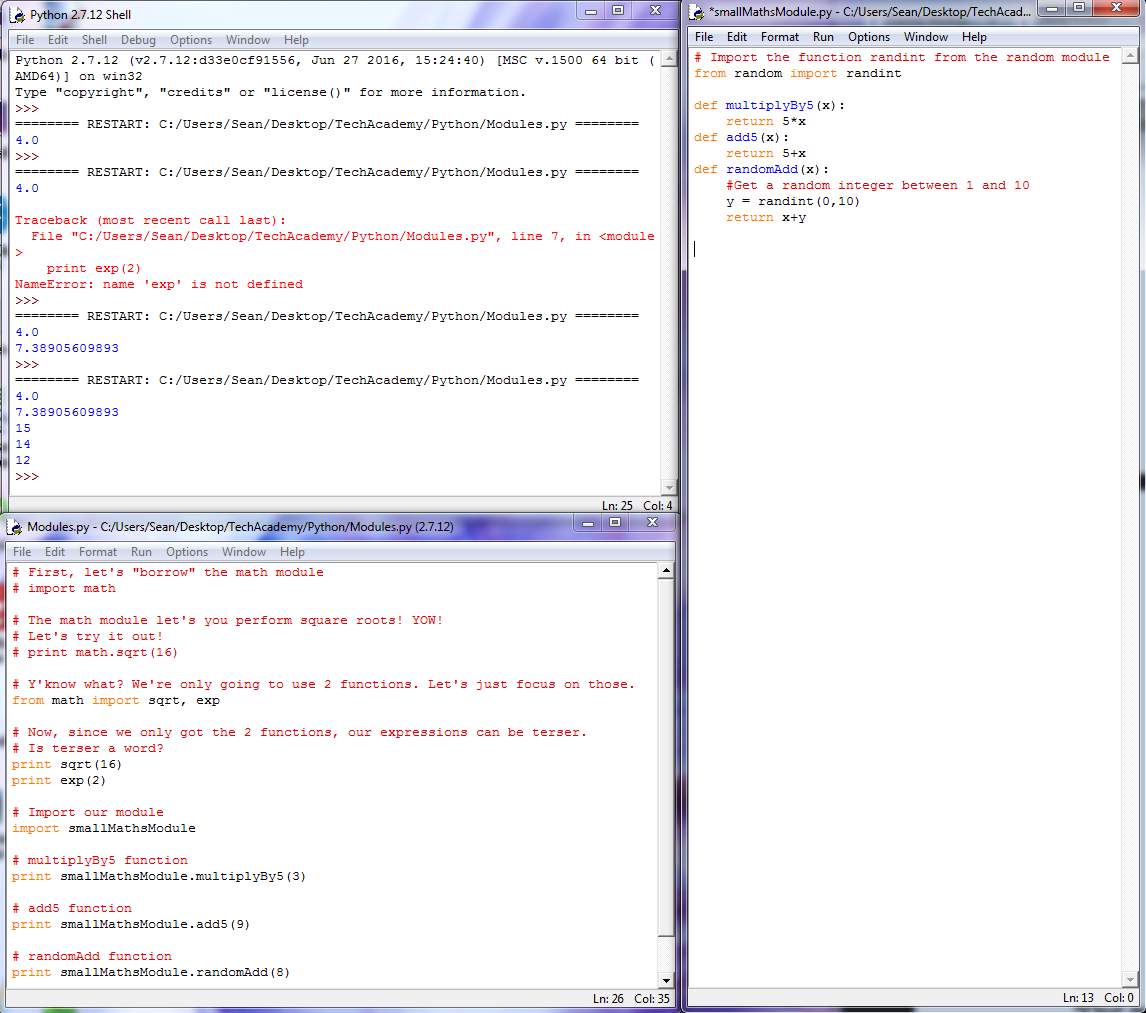 Python 2.7.12 Shell
File Edit Shell Debug Options Window Help
Python 2.7.12 (v2.7.12:d33e0cf91556, Jun 27 2016, 15:24:40) [MSC v.1500 64 bit (
AMD64)] on win32
Type "copyright", "credits" or "license()" for more information.
>>>
======== RESTART: C:/Users/Sean/Desktop/TechAcademy/Python/Modules.py ========
4.0
>>>
======== RESTART: C:/Users/Sean/Desktop/TechAcademy/Python/Modules.py ========
4.0
Traceback (most recent call last):
  File "C:/Users/Sean/Desktop/TechAcademy/Python/Modules.py", line 7, in <module
>
    print exp(2)
NameError: name 'exp' is not defined
>>>
======== RESTART: C:/Users/Sean/Desktop/TechAcademy/Python/Modules.py ========
4.0
7.38905609893
>>>
======== RESTART: C:/Users/Sean/Desktop/TechAcademy/Python/Modules.py ========
4.0
7.38905609893
15
14
12
>>>
Ln: 25 Col: 4
Modules.py - C:/Users/Sean/Desktop/TechAcademy/Python/Modules.py (2.7.12)
File Edit Format Run Options Window Help
# First, let's "borrow" the math module
# import math
# The math module let's you perform square roots! YOW!
# Let's try it out!
# print math.sqrt(16)
# Y'know what? We're only going to use 2 functions. Let's just focus on those.
from math import sqrt, exp
# Now, since we only got the 2 functions, our expressions can be terser.
# Is terser a word?
print sqrt(16)
print exp(2)
# Import our module
import smallMathsModule
# multiplyBy5 function
print smallMathsModule.multiplyBy5(3)
# add5 function
print smallMathsModule.add5(9)
# randomAdd function
print smallMathsModule.randomAdd(8)
Ln: 26 Col: 35
*smallMathsModule.py - C:/Users/Sean/Desktop/TechAcad...
File Edit Format Run Options Window Help
# Import the function randint from the random module
from random import randint
def multiplyBy5(x):
    return 5*x
def add5(x):
    return 5+x
def randomAdd(x):
    #Get a random integer between 1 and 10
    y = randint(0,10)
    return x+y
Ln: 13 Col: 0